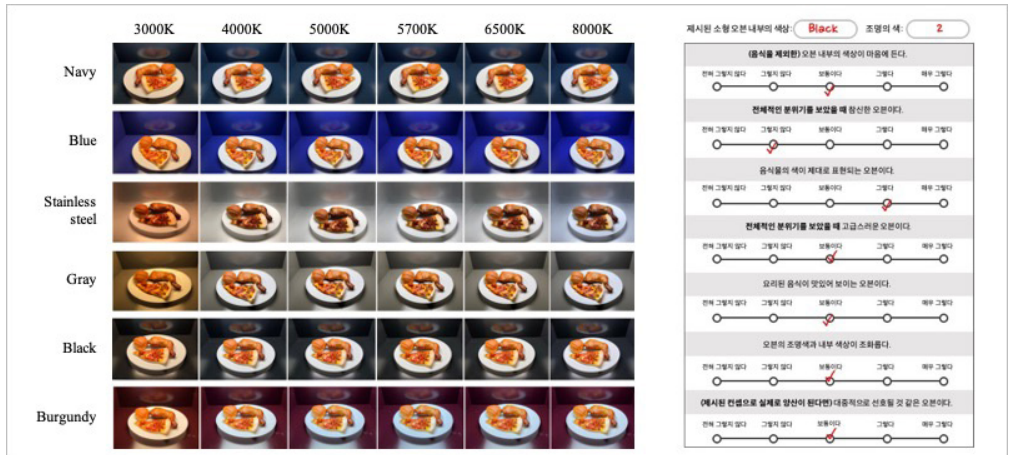 3000K 4000K 5000K 5700K 6500K 8000K
Navy
Blue
Stainless
steel
Gray
Black
Burgundy
제시된 소형 오븐 내부의 색상: Black 조명의 색: 2
(음식을 제외한) 오븐 내부의 색상이 마음에 든다.
전혀 그렇지 않다 그렇지 않다 보통이다 그렇다 매우 그렇다
전체적인 분위기를 보았을 때 참신한 오븐이다.
전혀 그렇지 않다 그렇지 않다 보통이다 그렇다 매우 그렇다
음식물의 색이 제대로 표현되는 오븐이다.
전혀 그렇지 않다 그렇지 않다 보통이다 그렇다 매우 그렇다
전체적인 분위기를 보았을 때 고급스러운 오븐이다.
전혀 그렇지 않다 그렇지 않다 보통이다 그렇다 매우 그렇다
요리된 음식이 맛있어 보이는 오븐이다.
전혀 그렇지 않다 그렇지 않다 보통이다 그렇다 매우 그렇다
오븐의 조명색과 내부 색상이 조화롭다.
전혀 그렇지 않다 그렇지 않다 보통이다 그렇다 매우 그렇다
(제시된 컨셉으로 실제로 양산이 된다면) 대중적으로 선호될 것 같은 오븐이다.
전혀 그렇지 않다 그렇지 않다 보통이다 그렇다 매우 그렇다